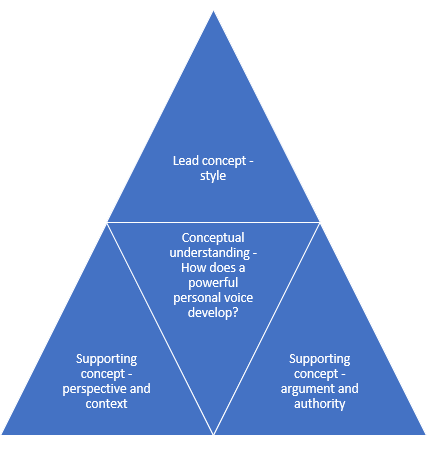 Lead concept -
style
Conceptual
understanding -
How does a
powerful
personal voice
develop?
Supporting
concept -
perspective and
context
Supporting
concept -
argument and
authority